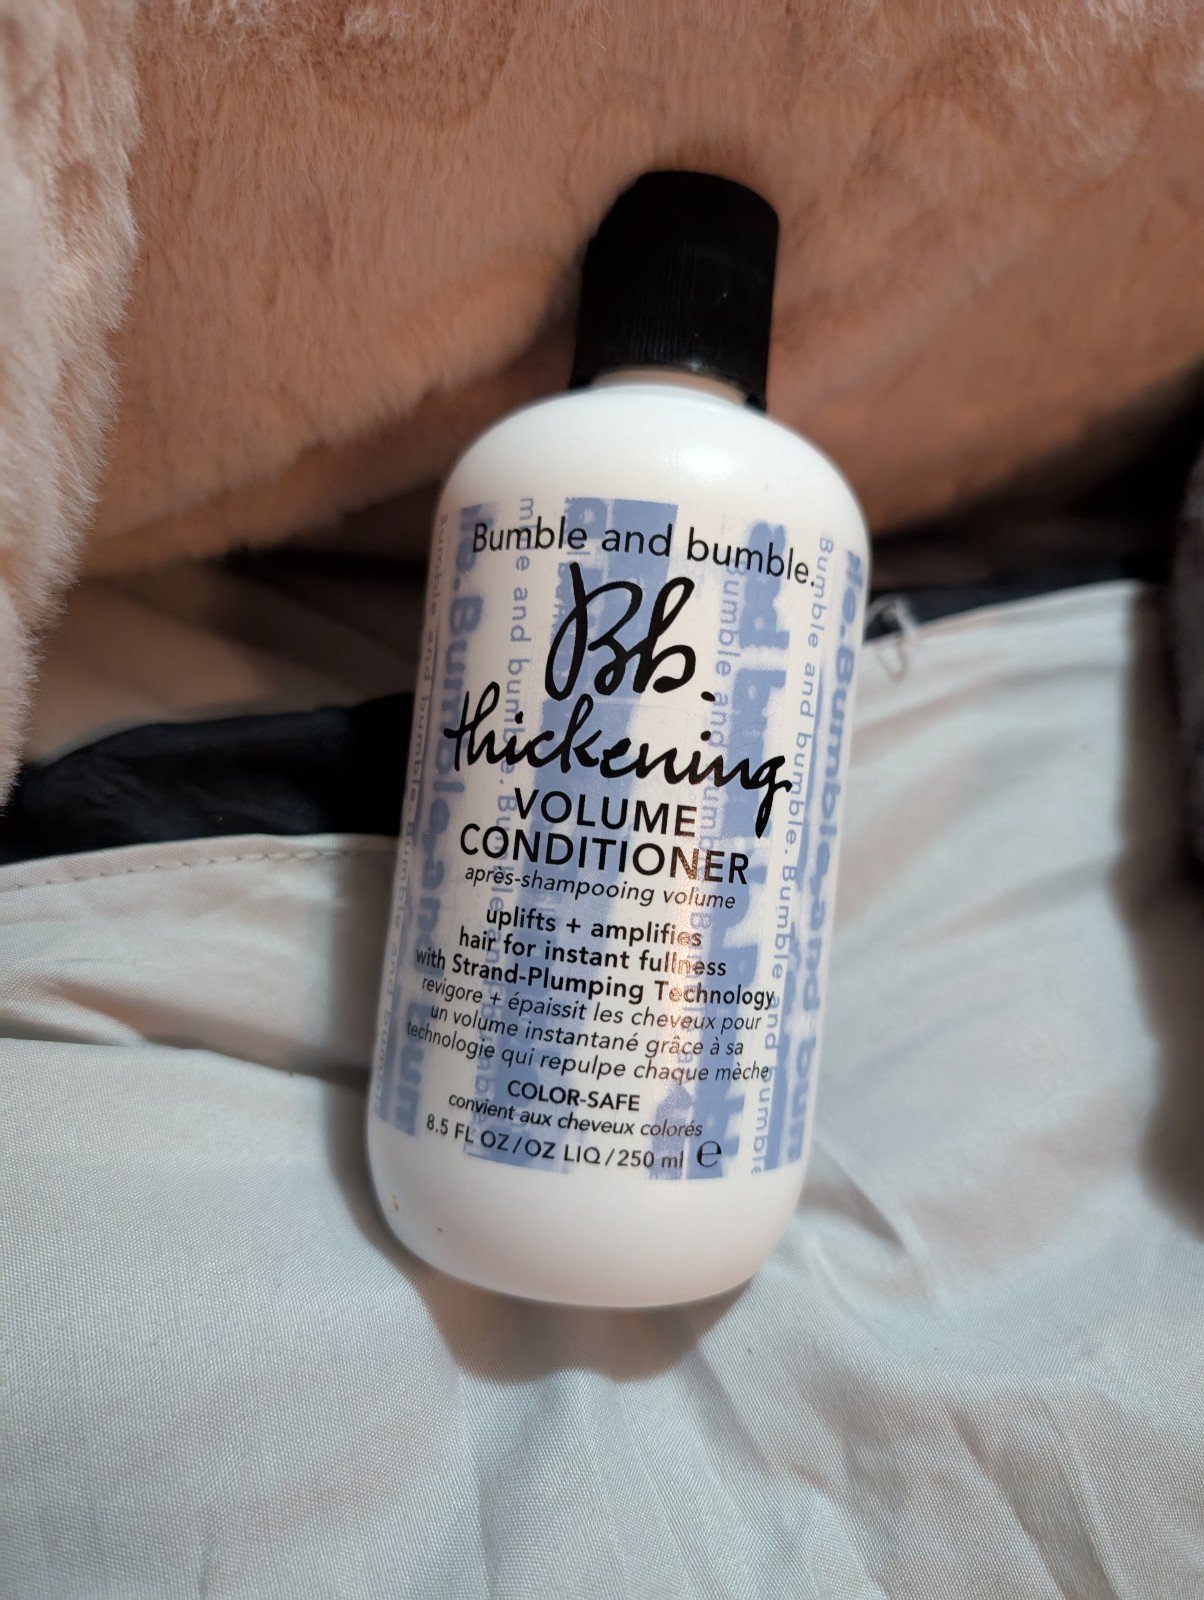 Bumble and bumble.
Bb.
thickening
VOLUME
CONDITIONER
après-shampooing volume
uplifts + amplifies
hair for instant fullness
with Strand-Plumping Technology
revigore + épaissit les cheveux pour
un volume instantané grâce à sa
technologie qui repulpe chaque mèche
COLOR-SAFE
convient aux cheveux colorés
8.5 FL OZ/OZ LIQ/250 ml ℮